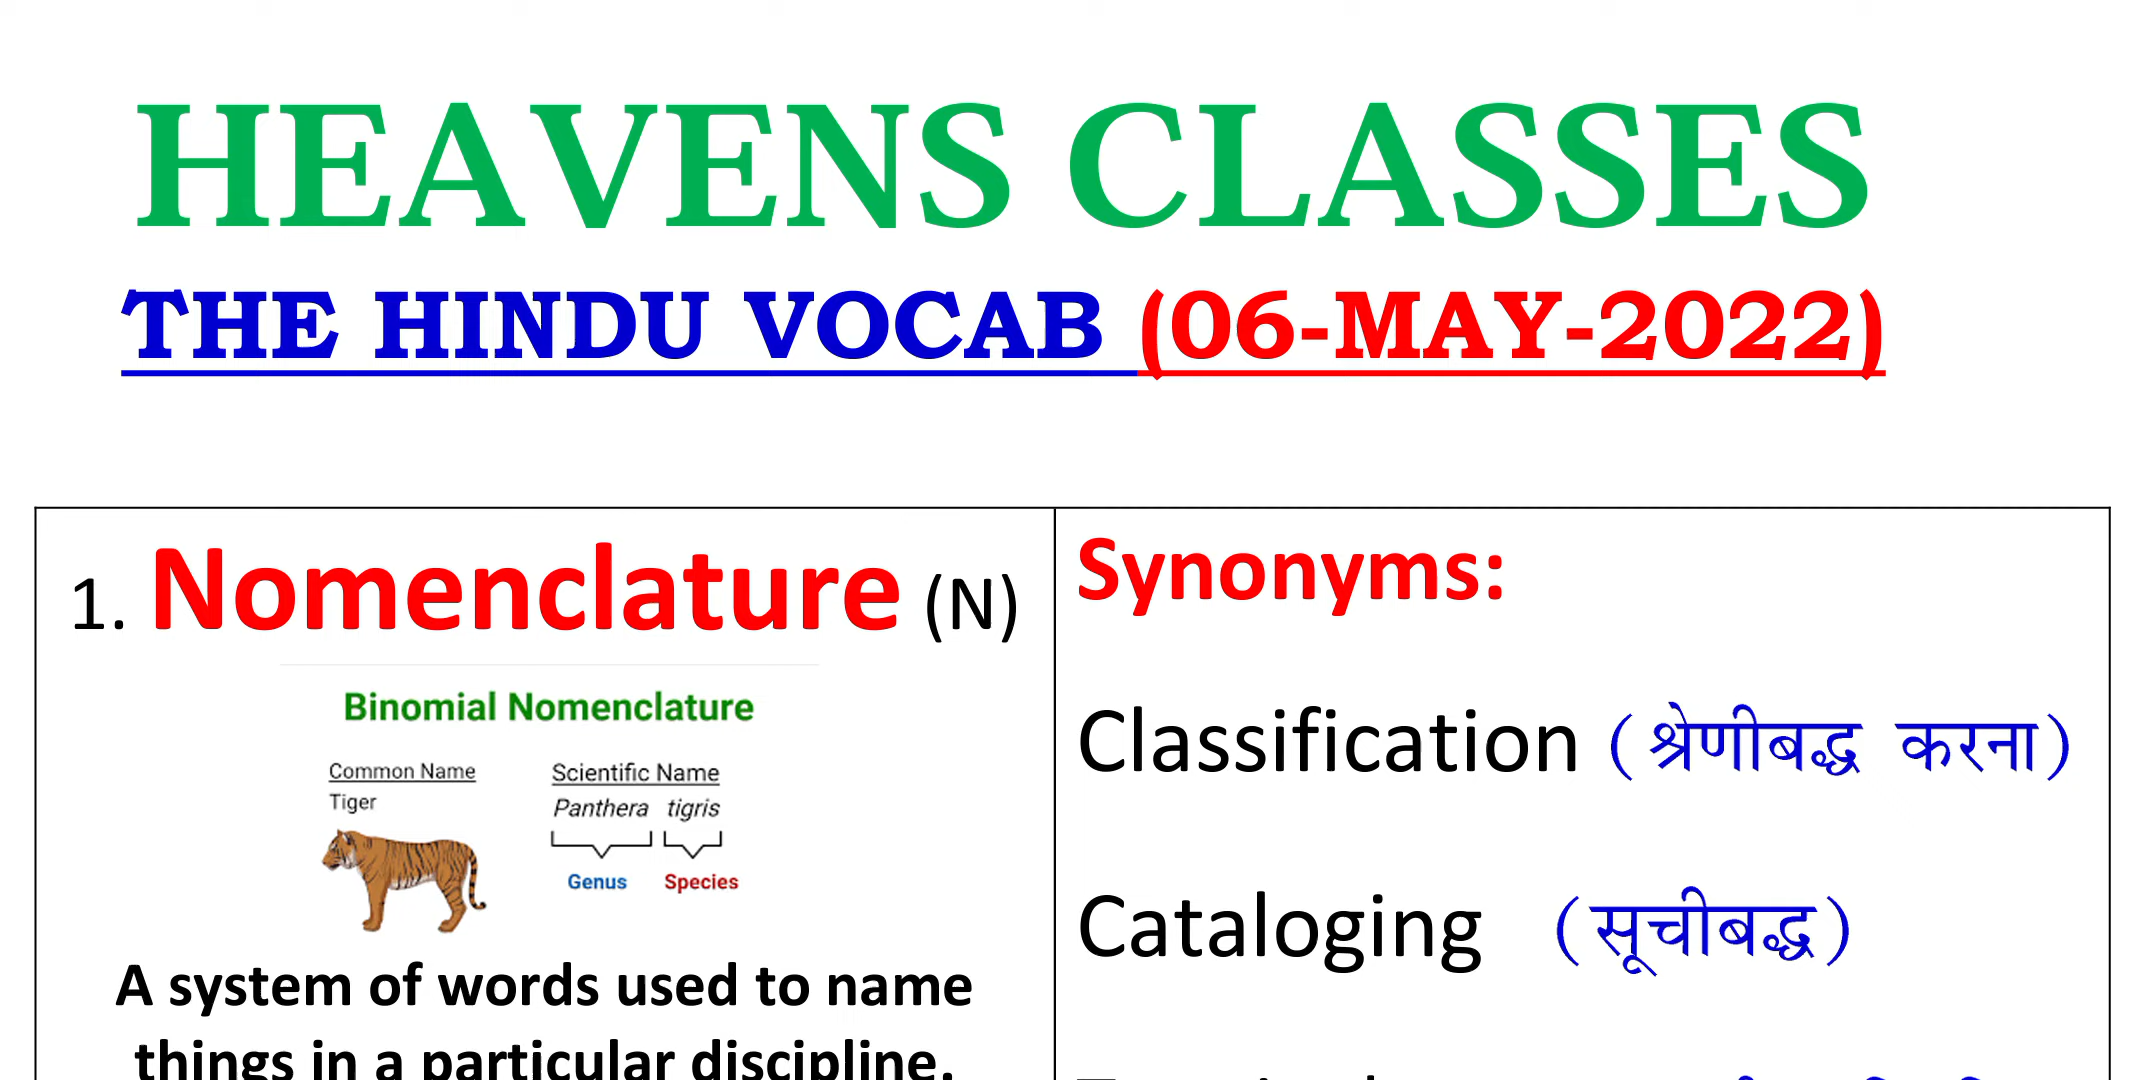 HEAVENS CLASSES
THE HINDU VOCAB (06-MAY-2022)
1. Nomenclature (N)
Binomial Nomenclature
Common Name
Tiger
Scientific Name
Panthera tigris
Genus Species
A system of words used to name
things in a particular discipline.
Synonyms:
Classification (श्रेणीबद्ध करना)
Cataloging (सूचीबद्ध)